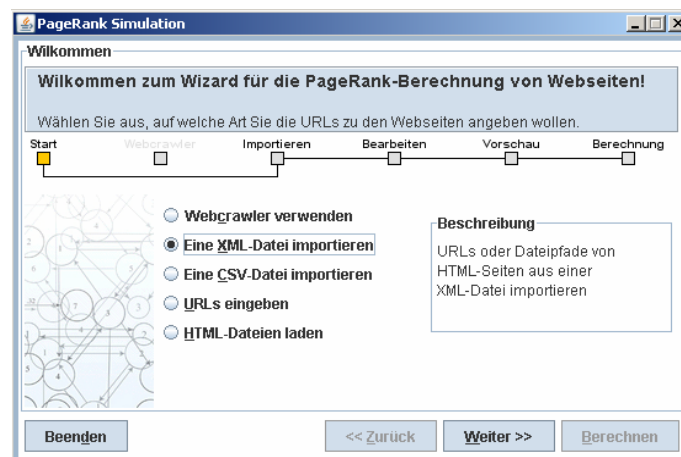 PageRank Simulation
Wilkommen
Wilkommen zum Wizard für die PageRank-Berechnung von Webseiten!
Wählen Sie aus, auf welche Art Sie die URLs zu den Webseiten angeben wollen.
Start Webcrawler Importieren Bearbeiten Vorschau Berechnung
Webcrawler verwenden
Eine XML-Datei importieren
Eine CSV-Datei importieren
URLs eingeben
HTML-Dateien laden
Beschreibung
URLs oder Dateipfade von
HTML-Seiten aus einer
XML-Datei importieren
Beenden << Zurück Weiter >> Berechnen